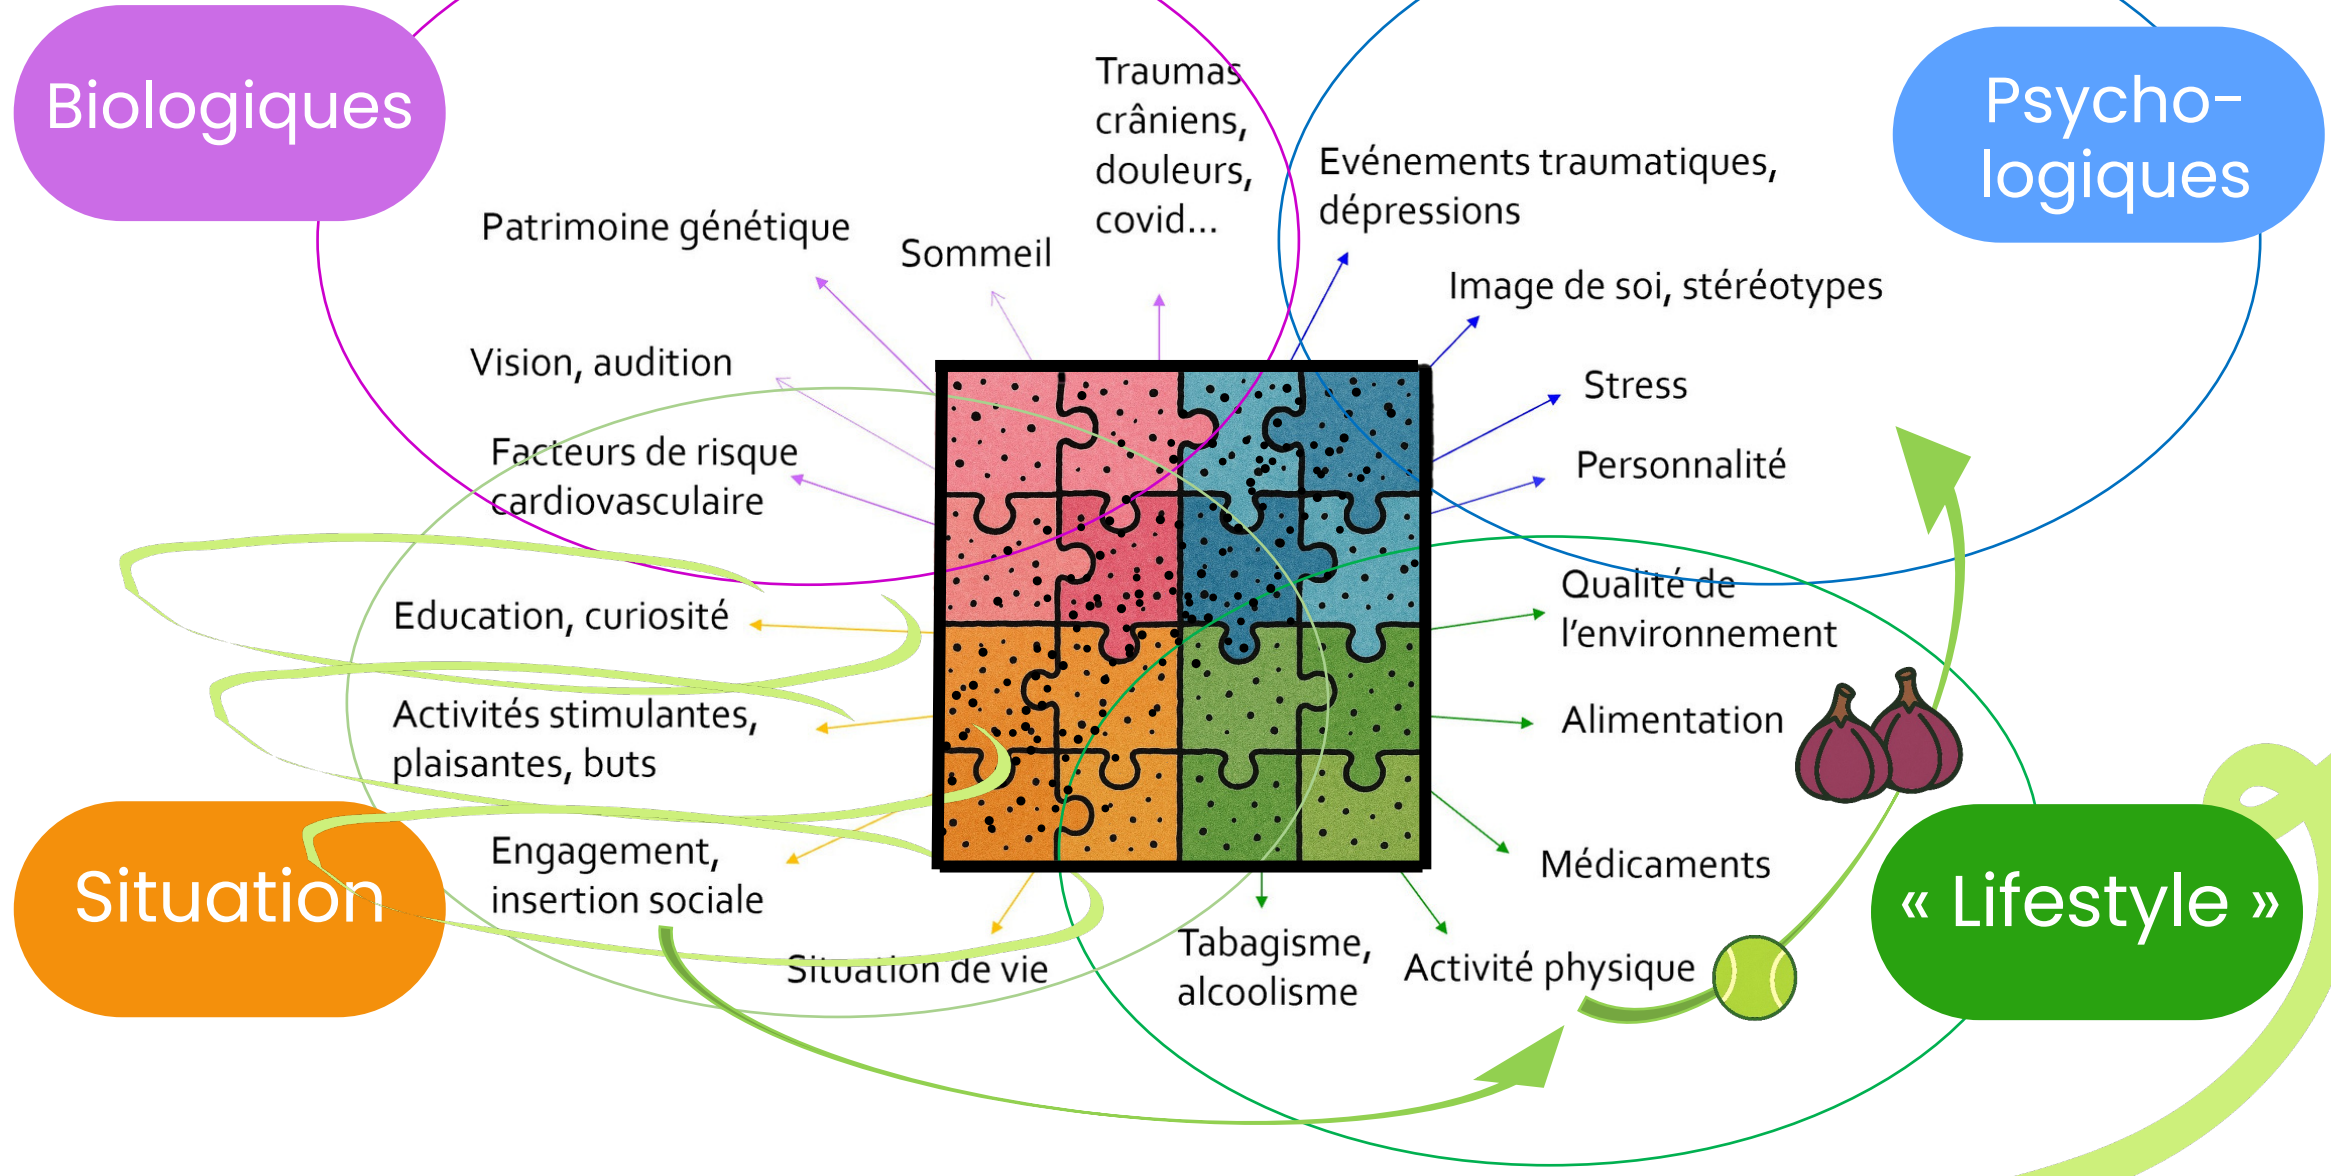 Biologiques
Psycho-
logiques
Traumas
crâniens,
douleurs,
covid...
Evénements traumatiques,
dépressions
Patrimoine génétique
Sommeil
Image de soi, stéréotypes
Vision, audition
Stress
Facteurs de risque
cardiovasculaire
Personnalité
Education, curiosité
Qualité de
l'environnement
Activités stimulantes,
plaisantes, buts
Alimentation
Engagement,
insertion sociale
Médicaments
Situation
« Lifestyle »
Situation de vie
Tabagisme,
alcoolisme
Activité physique